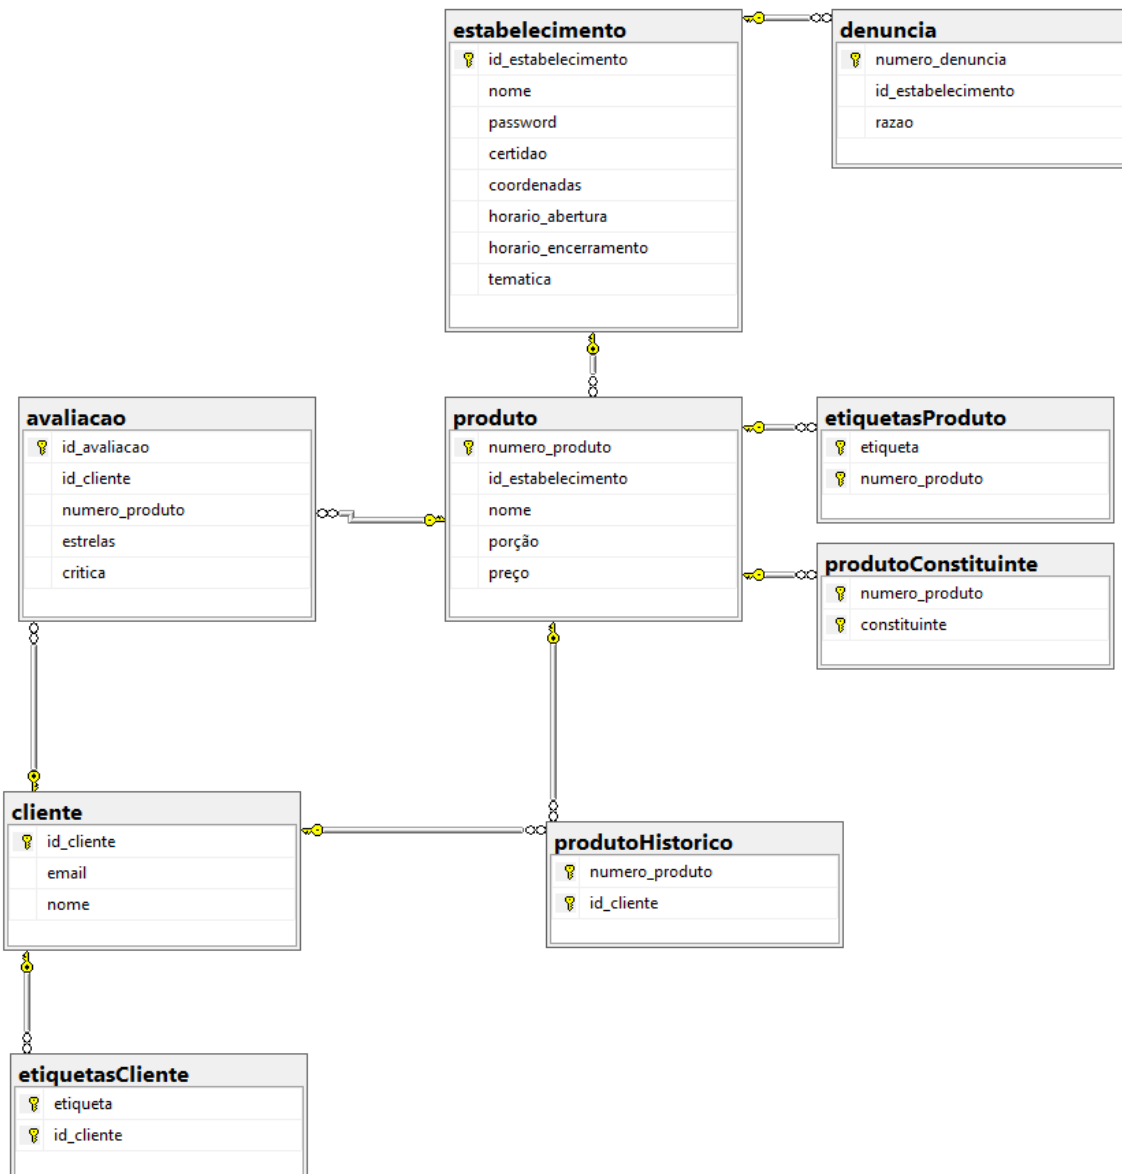 estabelecimento
id_estabelecimento
nome
password
certidao
coordenadas
horario_abertura
horario_encerramento
tematica
denuncia
numero_denuncia
id_estabelecimento
razao
avaliacao
id_avaliacao
id_cliente
numero_produto
estrelas
critica
produto
numero_produto
id_estabelecimento
nome
porção
preço
etiquetasProduto
etiqueta
numero_produto
produtoConstituinte
numero_produto
constituinte
cliente
id_cliente
email
nome
produtoHistorico
numero_produto
id_cliente
etiquetasCliente
etiqueta
id_cliente